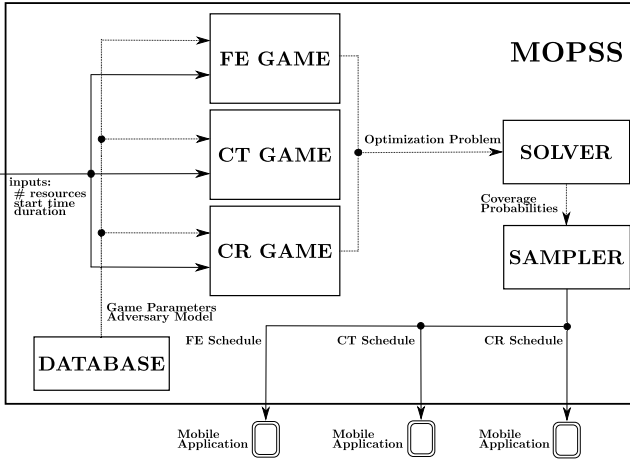 MOPSS
FE GAME
CT GAME
CR GAME
Optimization Problem
SOLVER
Coverage
Probabilities
SAMPLER
inputs:
# resources
start time
duration
Game Parameters
Adversary Model
DATABASE
FE Schedule
CT Schedule
CR Schedule
Mobile
Application
Mobile
Application
Mobile
Application